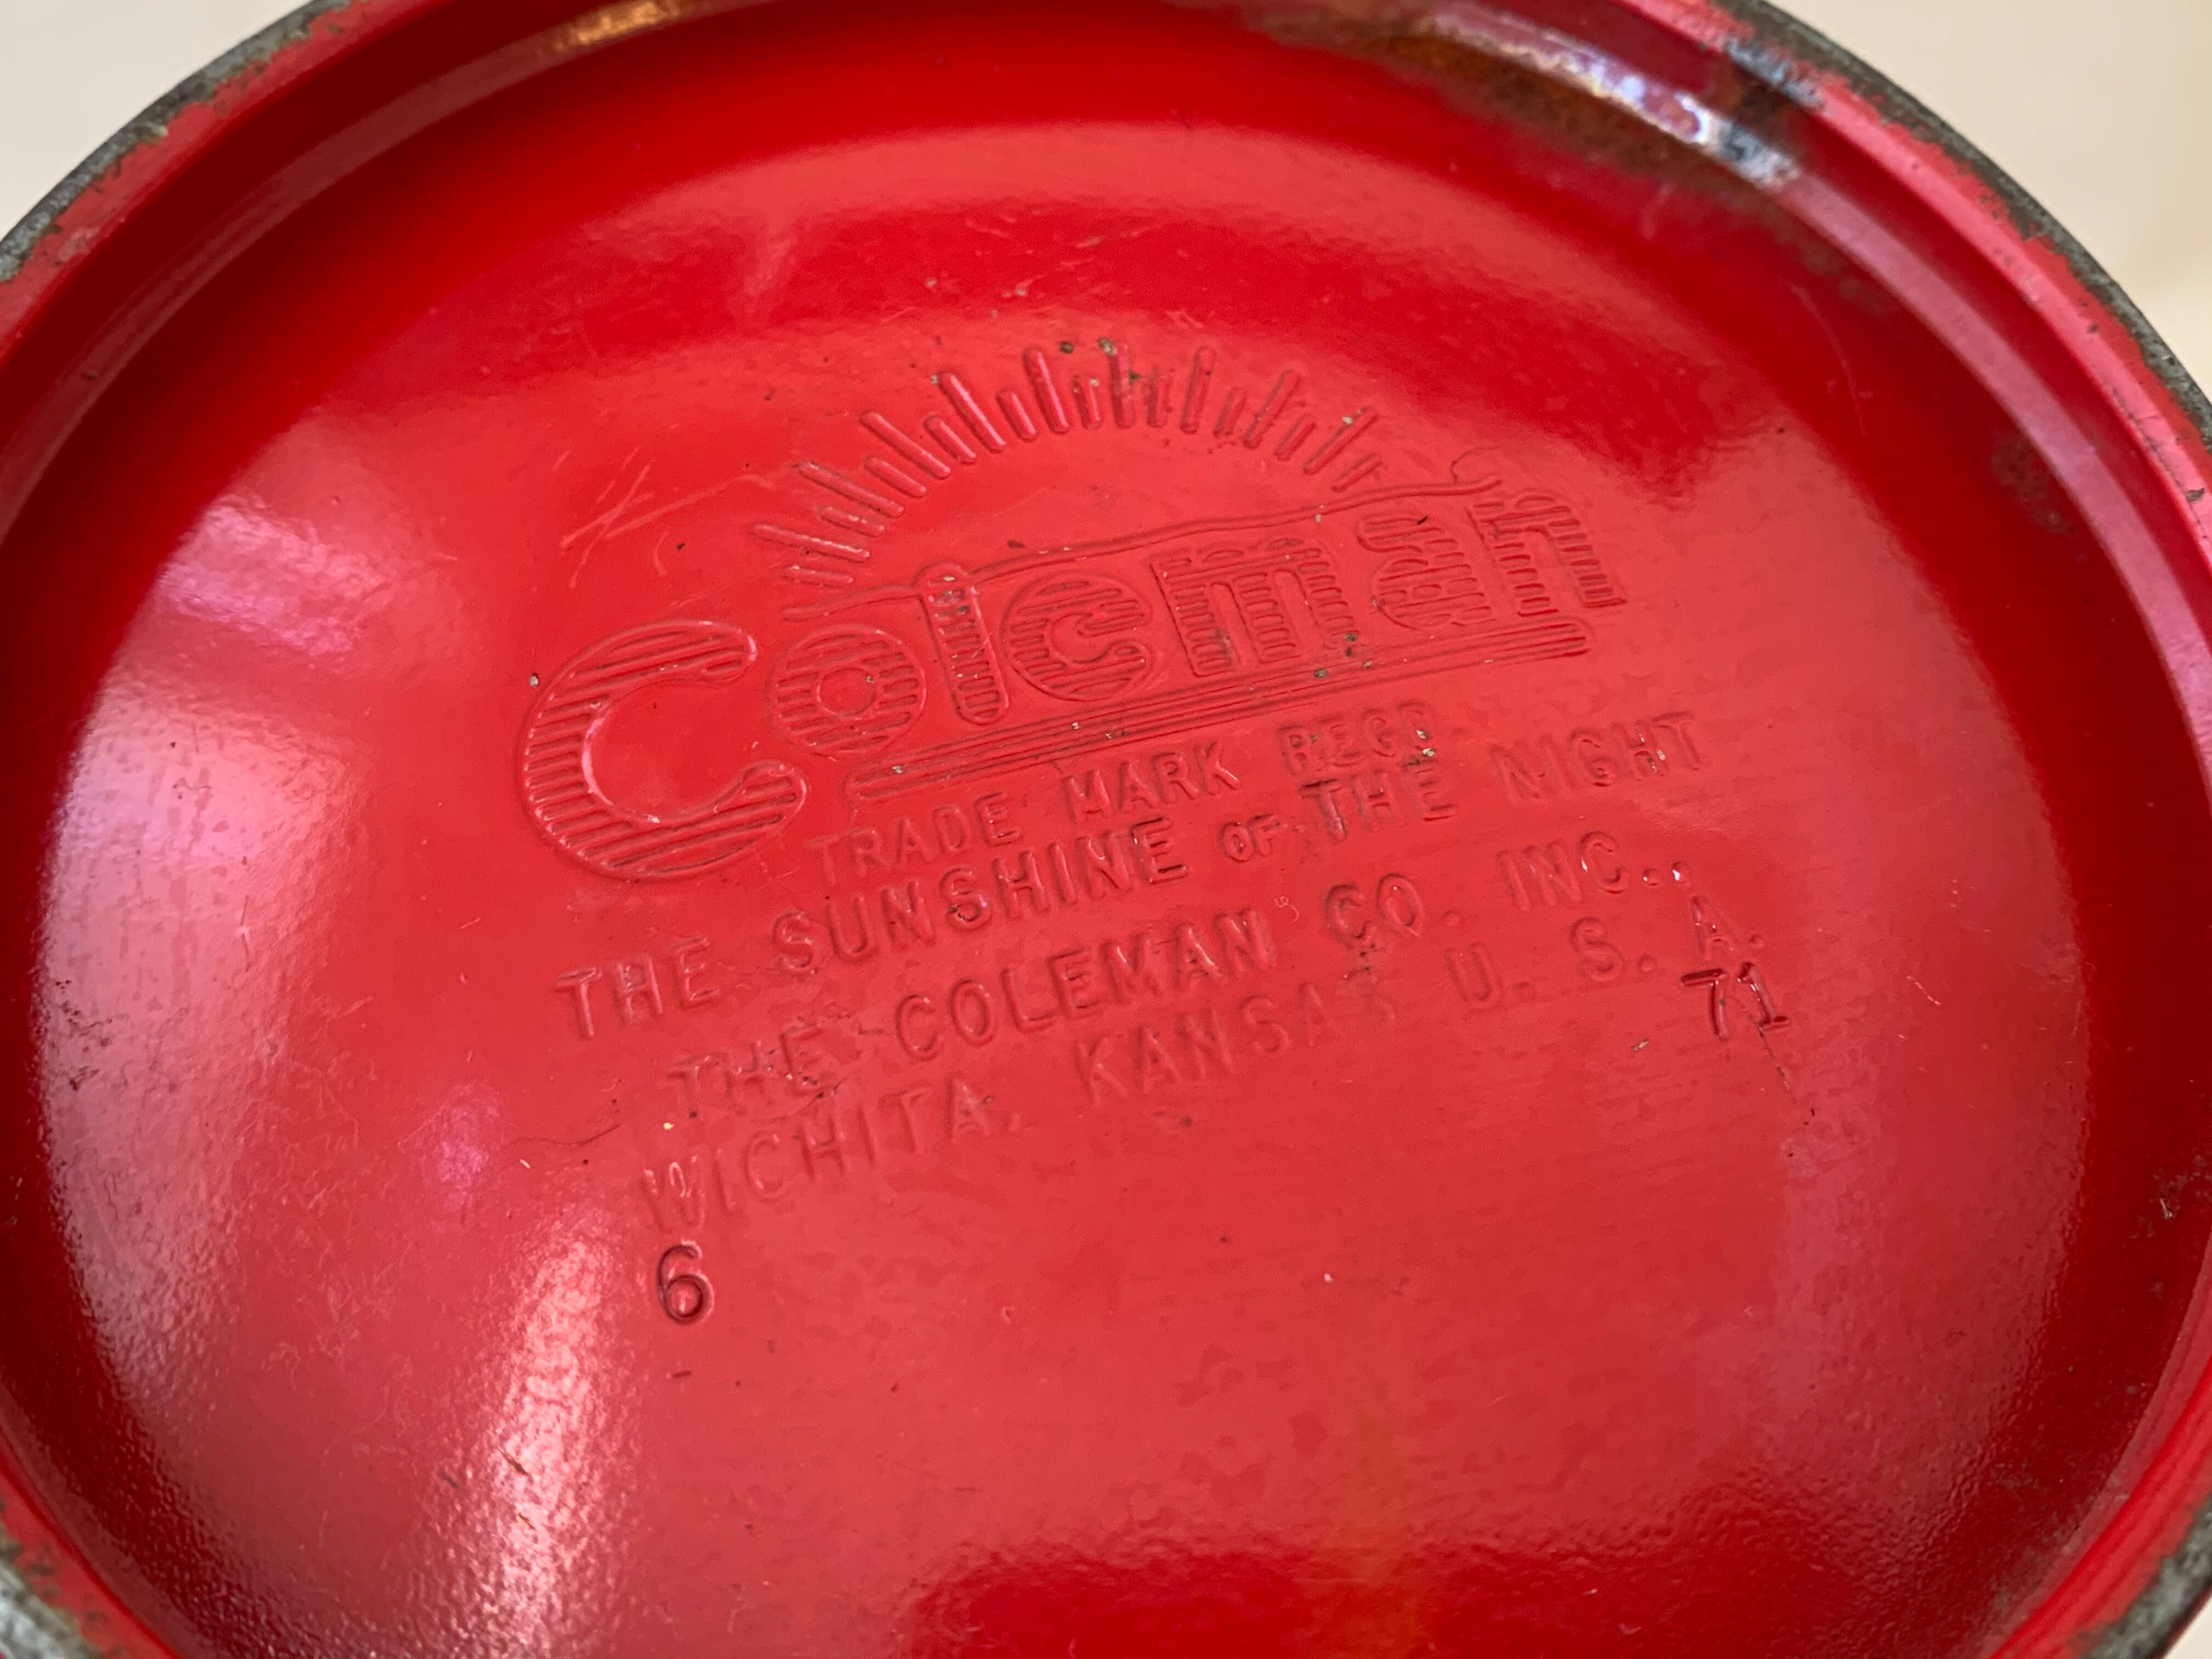 Coleman
TRADE MARK REGD
THE SUNSHINE OF THE NIGHT
THE COLEMAN CO. INC.,
WICHITA, KANSAS U. S. A.
6 71